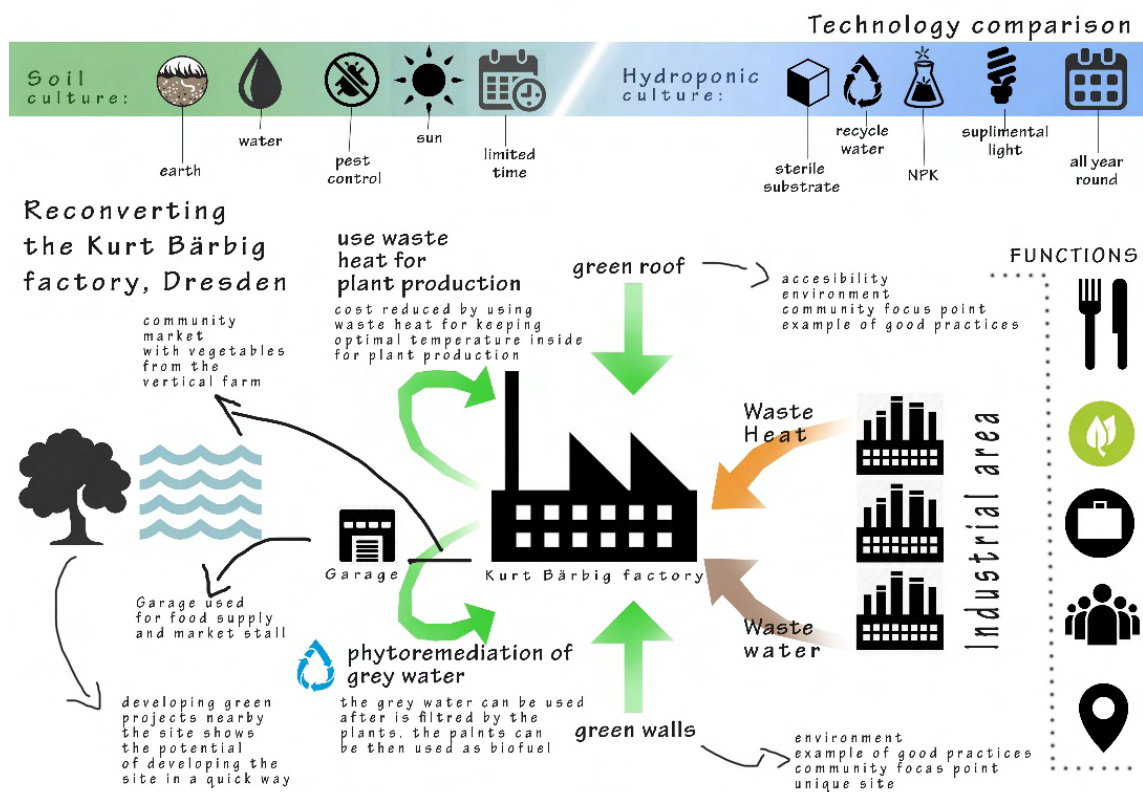 Technology comparison
Soil
culture:
earth
water
pest
control
sun
limited
time
Hydroponic
culture:
sterile
substrate
recycle
water
NPK
suplimental
light
all year
round
Reconverting
the Kurt Bärbig
factory, Dresden
community
market
with vegetables
from the
vertical farm
use waste
heat for
plant production
cost reduced by using
waste heat for keeping
optimal temperature inside
for plant production
green roof
accesibility
environment
community focus point
example of good practices
FUNCTIONS
Waste
Heat
Industrial area
Garage
Kurt Bärbig factory
Garage used
for food supply
and market stall
Waste
water
phytoremediation of
grey water
the grey water can be used
after is filtred by the
plants. the palnts can
be then used as biofuel
developing green
projects nearby
the site shows
the potential
of developing the
site in a quick way
green walls
environment
example of good practices
community focas point
unique site